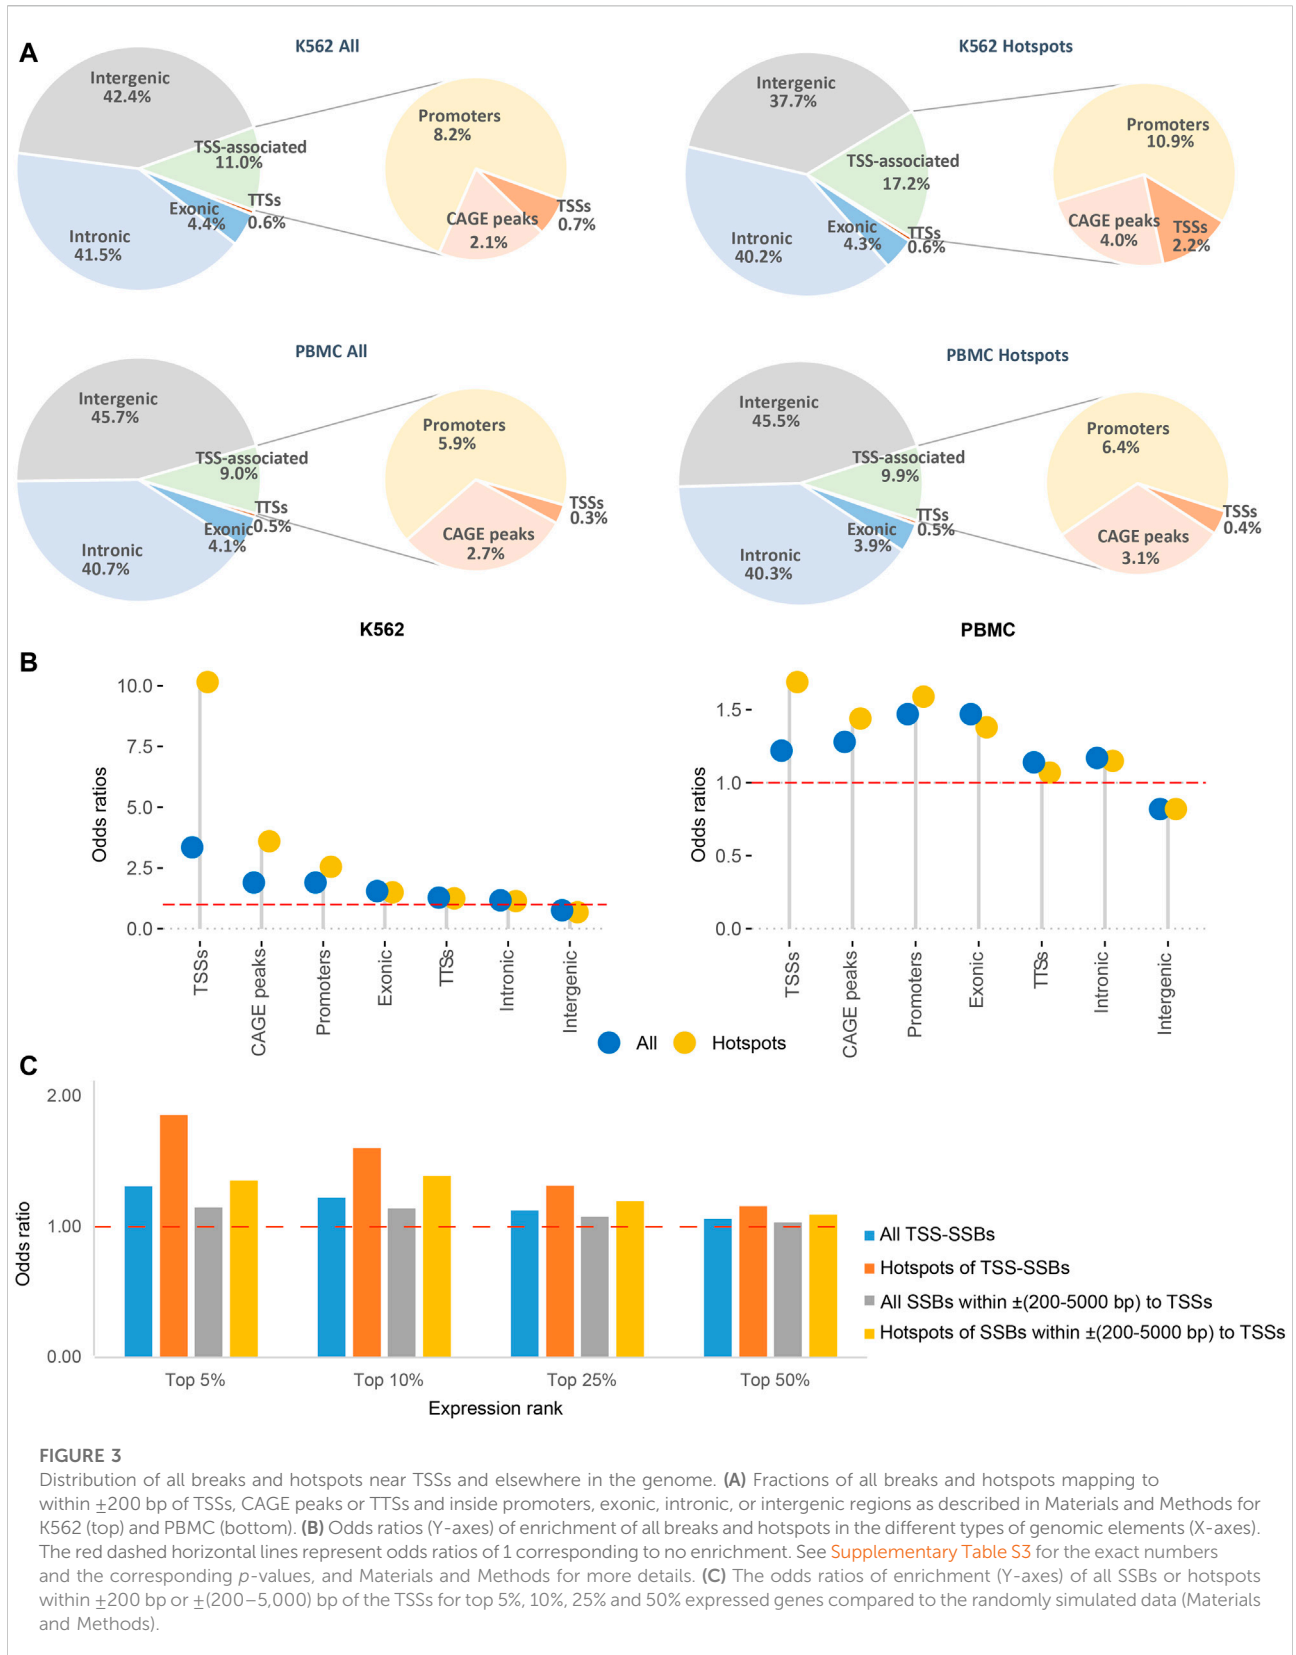 A
K562 All
Intergenic
42.4%
TSS-associated
11.0%
TTSs
0.6%
Exonic
4.4%
Intronic
41.5%
Promoters
8.2%
TSSs
0.7%
CAGE peaks
2.1%
K562 Hotspots
Intergenic
37.7%
TSS-associated
17.2%
TTSs
0.6%
Exonic
4.3%
Intronic
40.2%
Promoters
10.9%
CAGE peaks
4.0%
TSSs
2.2%
PBMC All
Intergenic
45.7%
TSS-associated
9.0%
TTSs
0.5%
Exonic
4.1%
Intronic
40.7%
Promoters
5.9%
TSSs
0.3%
CAGE peaks
2.7%
PBMC Hotspots
Intergenic
45.5%
TSS-associated
9.9%
TTSs
0.5%
Exonic
3.9%
Intronic
40.3%
Promoters
6.4%
TSSs
0.4%
CAGE peaks
3.1%
B
K562
Odds ratios
10.0
7.5
5.0
2.5
0.0
TSSs
CAGE peaks
Promoters
Exonic
TTSs
Intronic
Intergenic
PBMC
Odds ratios
1.5
1.0
0.5
0.0
TSSs
CAGE peaks
Promoters
Exonic
TTSs
Intronic
Intergenic
All
Hotspots
C
Odds ratio
2.00
1.00
0.00
Top 5%
Top 10%
Top 25%
Top 50%
Expression rank
All TSS-SSBs
Hotspots of TSS-SSBs
All SSBs within ±(200-5000 bp) to TSSs
Hotspots of SSBs within ±(200-5000 bp) to TSSs
FIGURE 3
Distribution of all breaks and hotspots near TSSs and elsewhere in the genome. (A) Fractions of all breaks and hotspots mapping to
within ±200 bp of TSSs, CAGE peaks or TTSs and inside promoters, exonic, intronic, or intergenic regions as described in Materials and Methods for
K562 (top) and PBMC (bottom). (B) Odds ratios (Y-axes) of enrichment of all breaks and hotspots in the different types of genomic elements (X-axes).
The red dashed horizontal lines represent odds ratios of 1 corresponding to no enrichment. See Supplementary Table S3 for the exact numbers
and the corresponding p-values, and Materials and Methods for more details. (C) The odds ratios of enrichment (Y-axes) of all SSBs or hotspots
within ±200 bp or ±(200–5,000) bp of the TSSs for top 5%, 10%, 25% and 50% expressed genes compared to the randomly simulated data (Materials
and Methods).